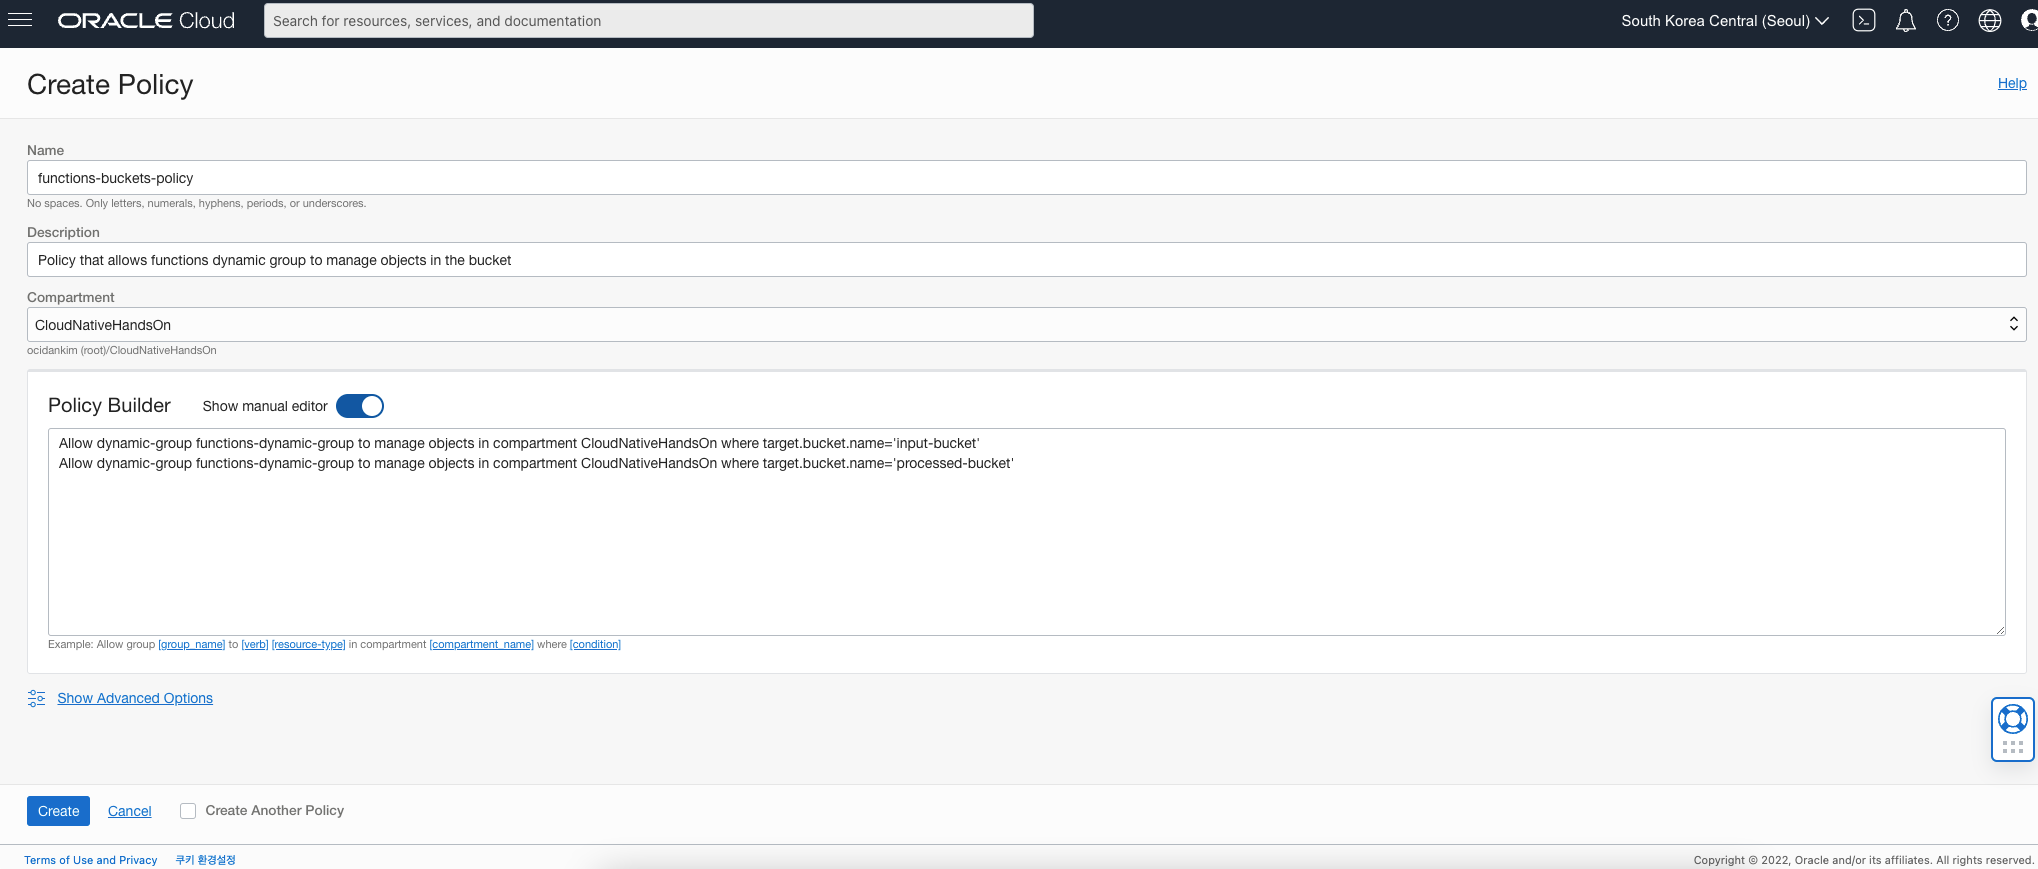 ORACLE Cloud
Search for resources, services, and documentation
South Korea Central (Seoul)
Create Policy
Help
Name
functions-buckets-policy
No spaces. Only letters, numerals, hyphens, periods, or underscores.
Description
Policy that allows functions dynamic group to manage objects in the bucket
Compartment
CloudNativeHandsOn
ocidankim (root)/CloudNativeHandsOn
Policy Builder
Show manual editor
Allow dynamic-group functions-dynamic-group to manage objects in compartment CloudNativeHandsOn where target.bucket.name='input-bucket'
Allow dynamic-group functions-dynamic-group to manage objects in compartment CloudNativeHandsOn where target.bucket.name='processed-bucket'
Example: Allow group [group_name] to [verb] [resource-type] in compartment [compartment_name] where [condition]
Show Advanced Options
Create
Cancel
Create Another Policy
Terms of Use and Privacy
쿠키 환경설정
Copyright © 2022, Oracle and/or its affiliates. All rights reserved.